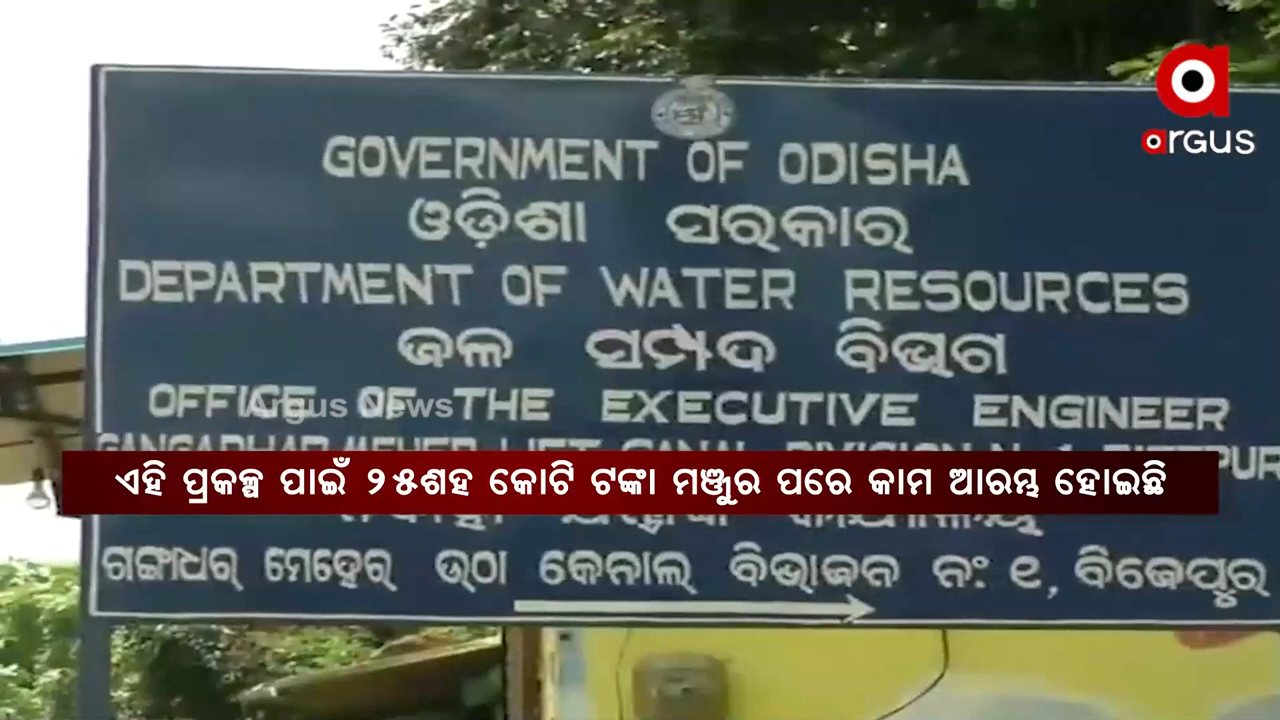 argus
GOVERNMENT OF ODISHA
ଓଡ଼ିଶା ସରକାର
DEPARTMENT OF WATER RESOURCES
ଜଳ ସମ୍ପଦ ବିଭାଗ
OFFICE OF THE EXECUTIVE ENGINEER
Argus News
ଏହି ପ୍ରକଳ୍ପ ପାଇଁ ୨୫ଶହ କୋଟି ଟଙ୍କା ମଞ୍ଜୁର ପରେ କାମ ଆରମ୍ଭ ହୋଇଛି
ଗଙ୍ଗାଧର୍ ମେହେର୍ ଉଠା କେନାଲ୍ ବିଭାଜନ ନଂ ୧, ବିଜେପୁର୍